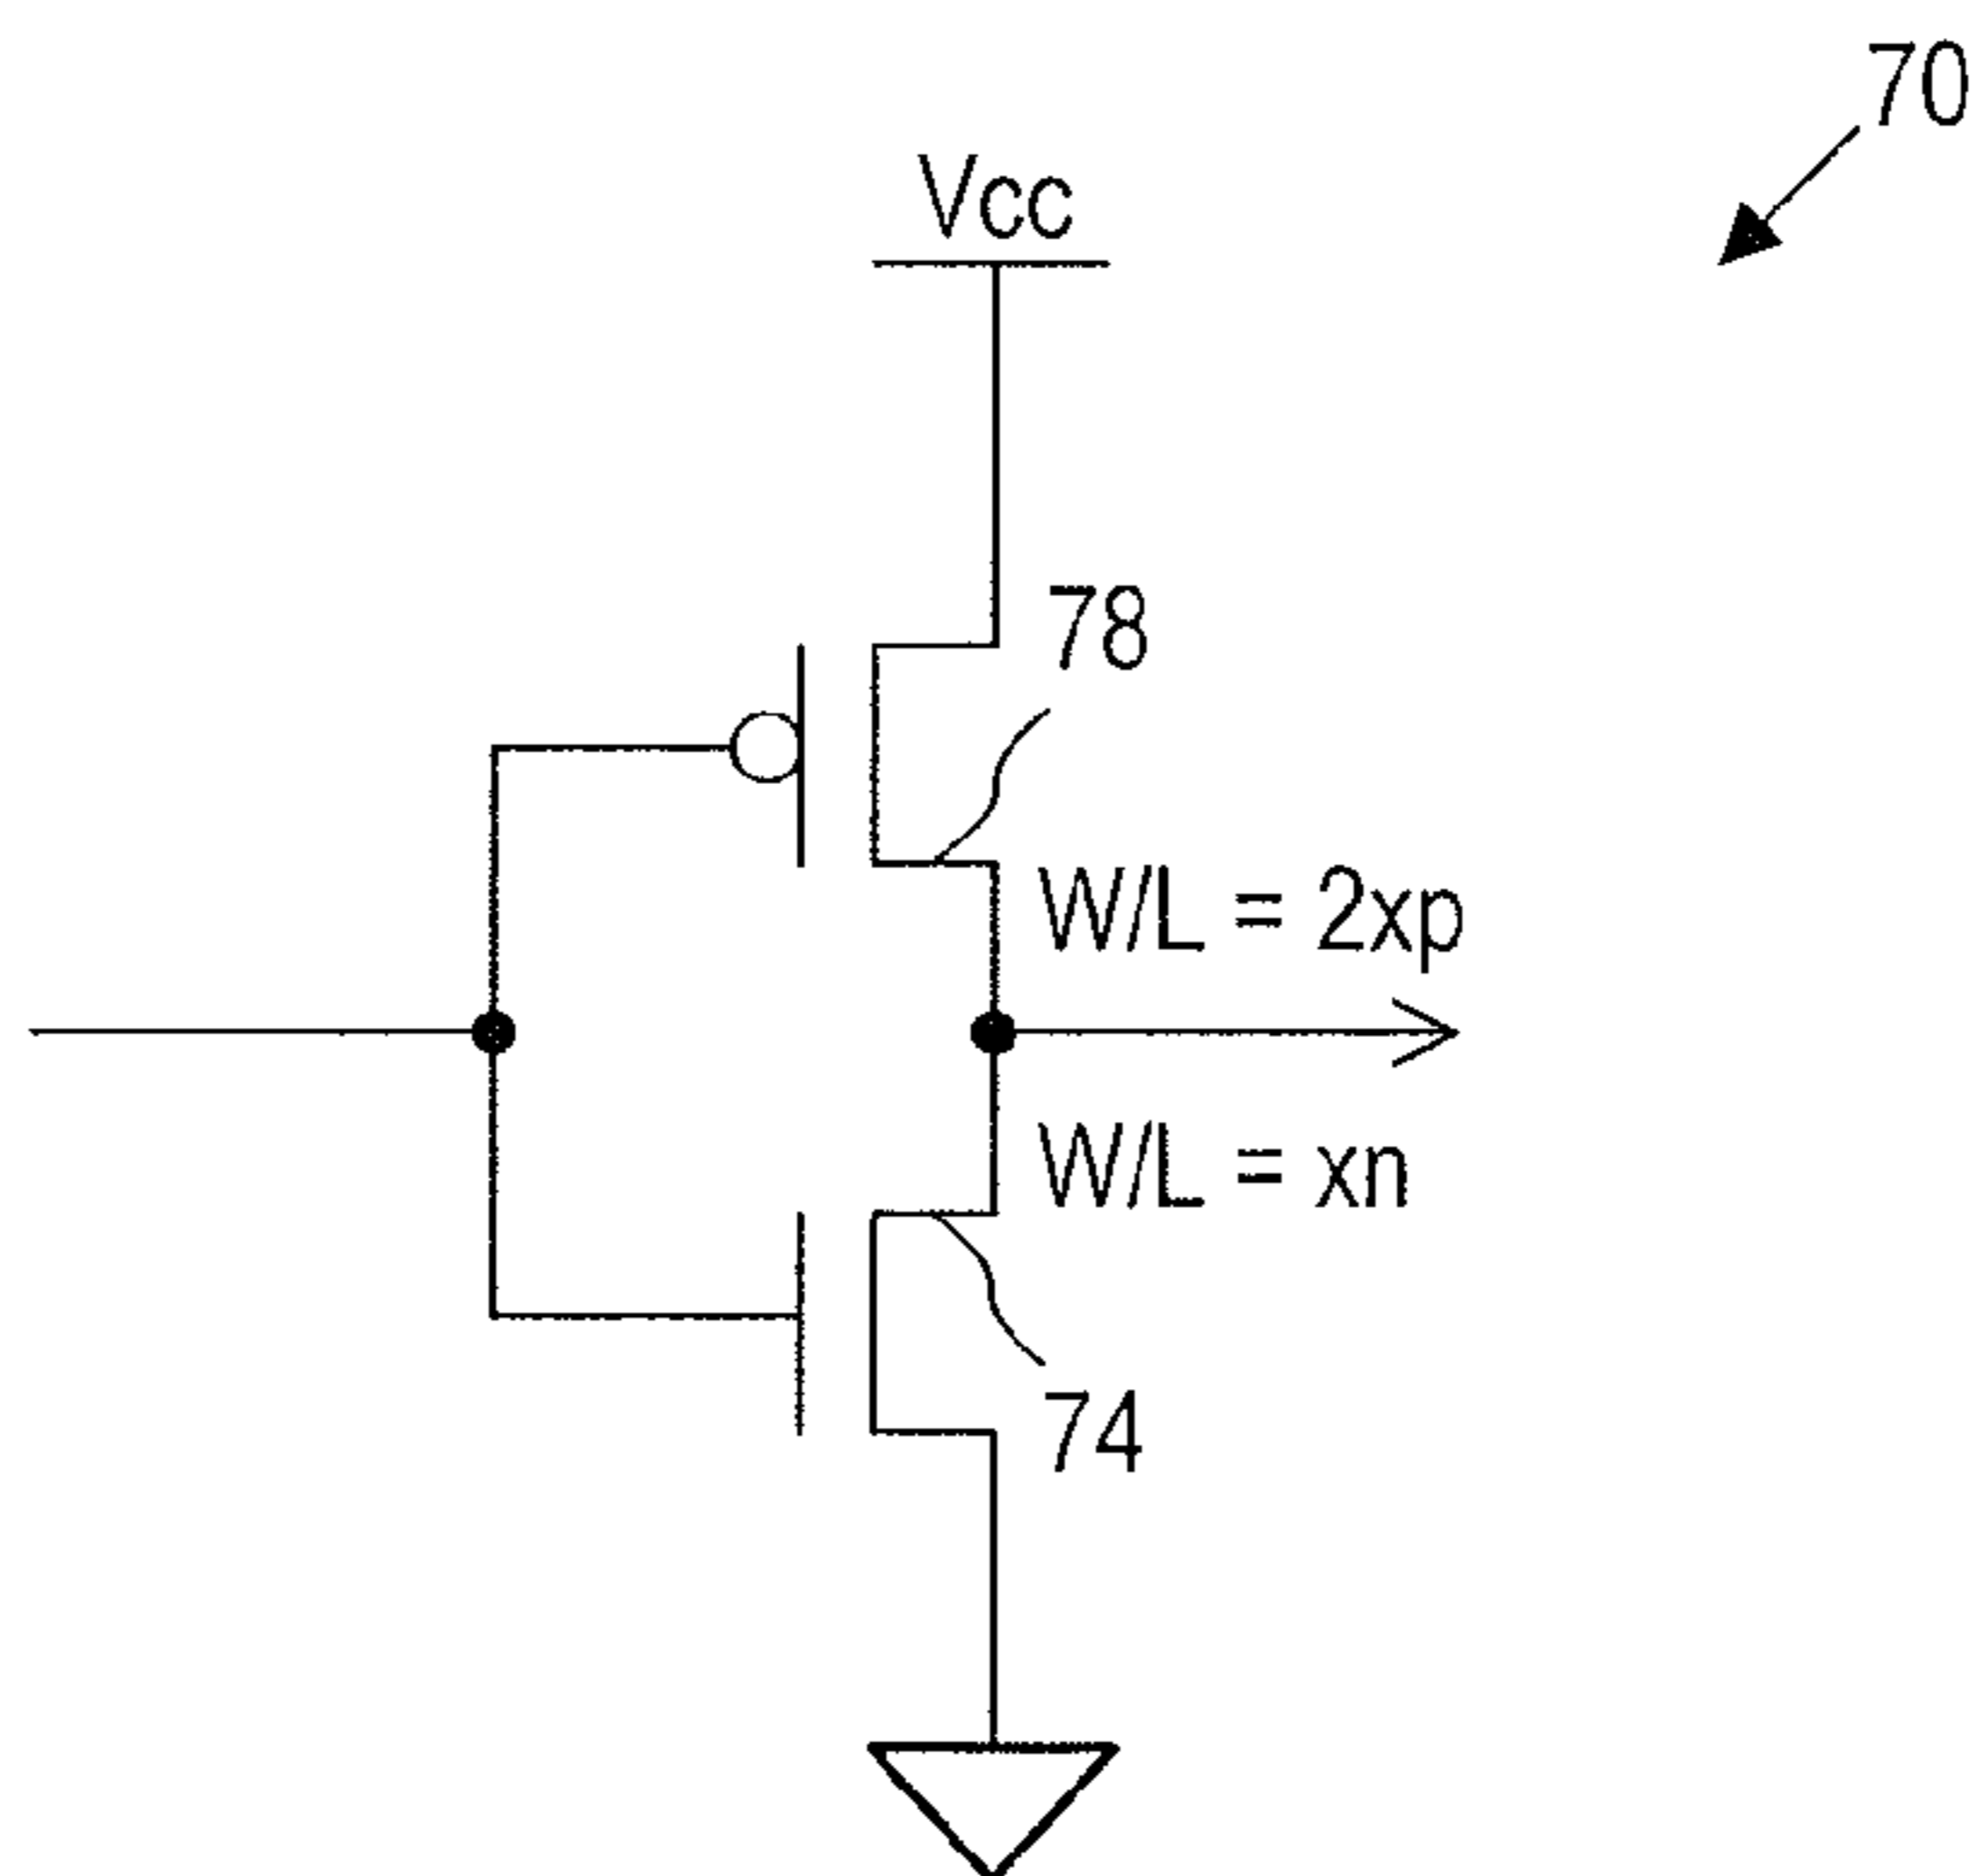 70
Vcc
78
W/L = 2xp
W/L = xn
74